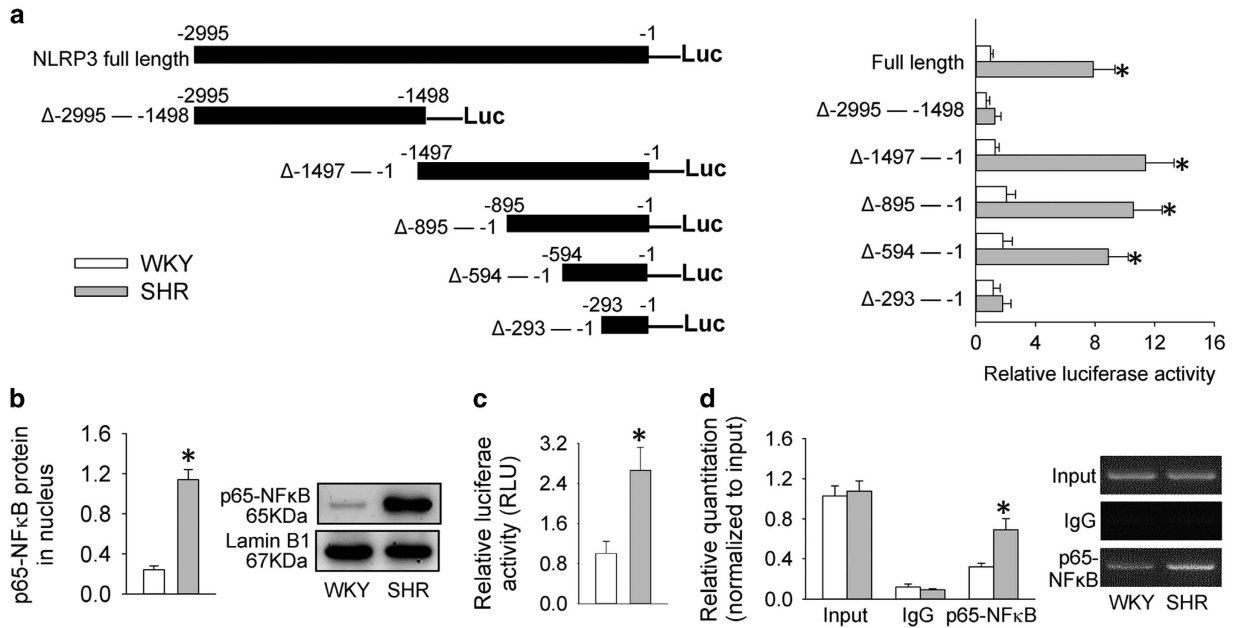 a
-2995 -1
NLRP3 full length Luc
-2995 -1498
Δ-2995 — -1498 Luc
-1497 -1
Δ-1497 — -1 Luc
-895 -1
Δ-895 — -1 Luc
-594 -1
Δ-594 — -1 Luc
-293 -1
Δ-293 — -1 Luc
WKY
SHR
Full length *
Δ-2995 — -1498
Δ-1497 — -1 *
Δ-895 — -1 *
Δ-594 — -1 *
Δ-293 — -1
0 4 8 12 16
Relative luciferase activity
b
p65-NFκB protein
in nucleus
1.6
1.2
0.8
0.4
0.0
*
p65-NFκB
65KDa
Lamin B1
67KDa
WKY SHR
c
Relative luciferae
activity (RLU)
3.2
2.4
1.6
0.8
0.0
*
d
Relative quantitation
(normalized to input)
1.6
1.2
0.8
0.4
0.0
*
Input IgG p65-NFκB
Input
IgG
p65-
NFκB
WKY SHR